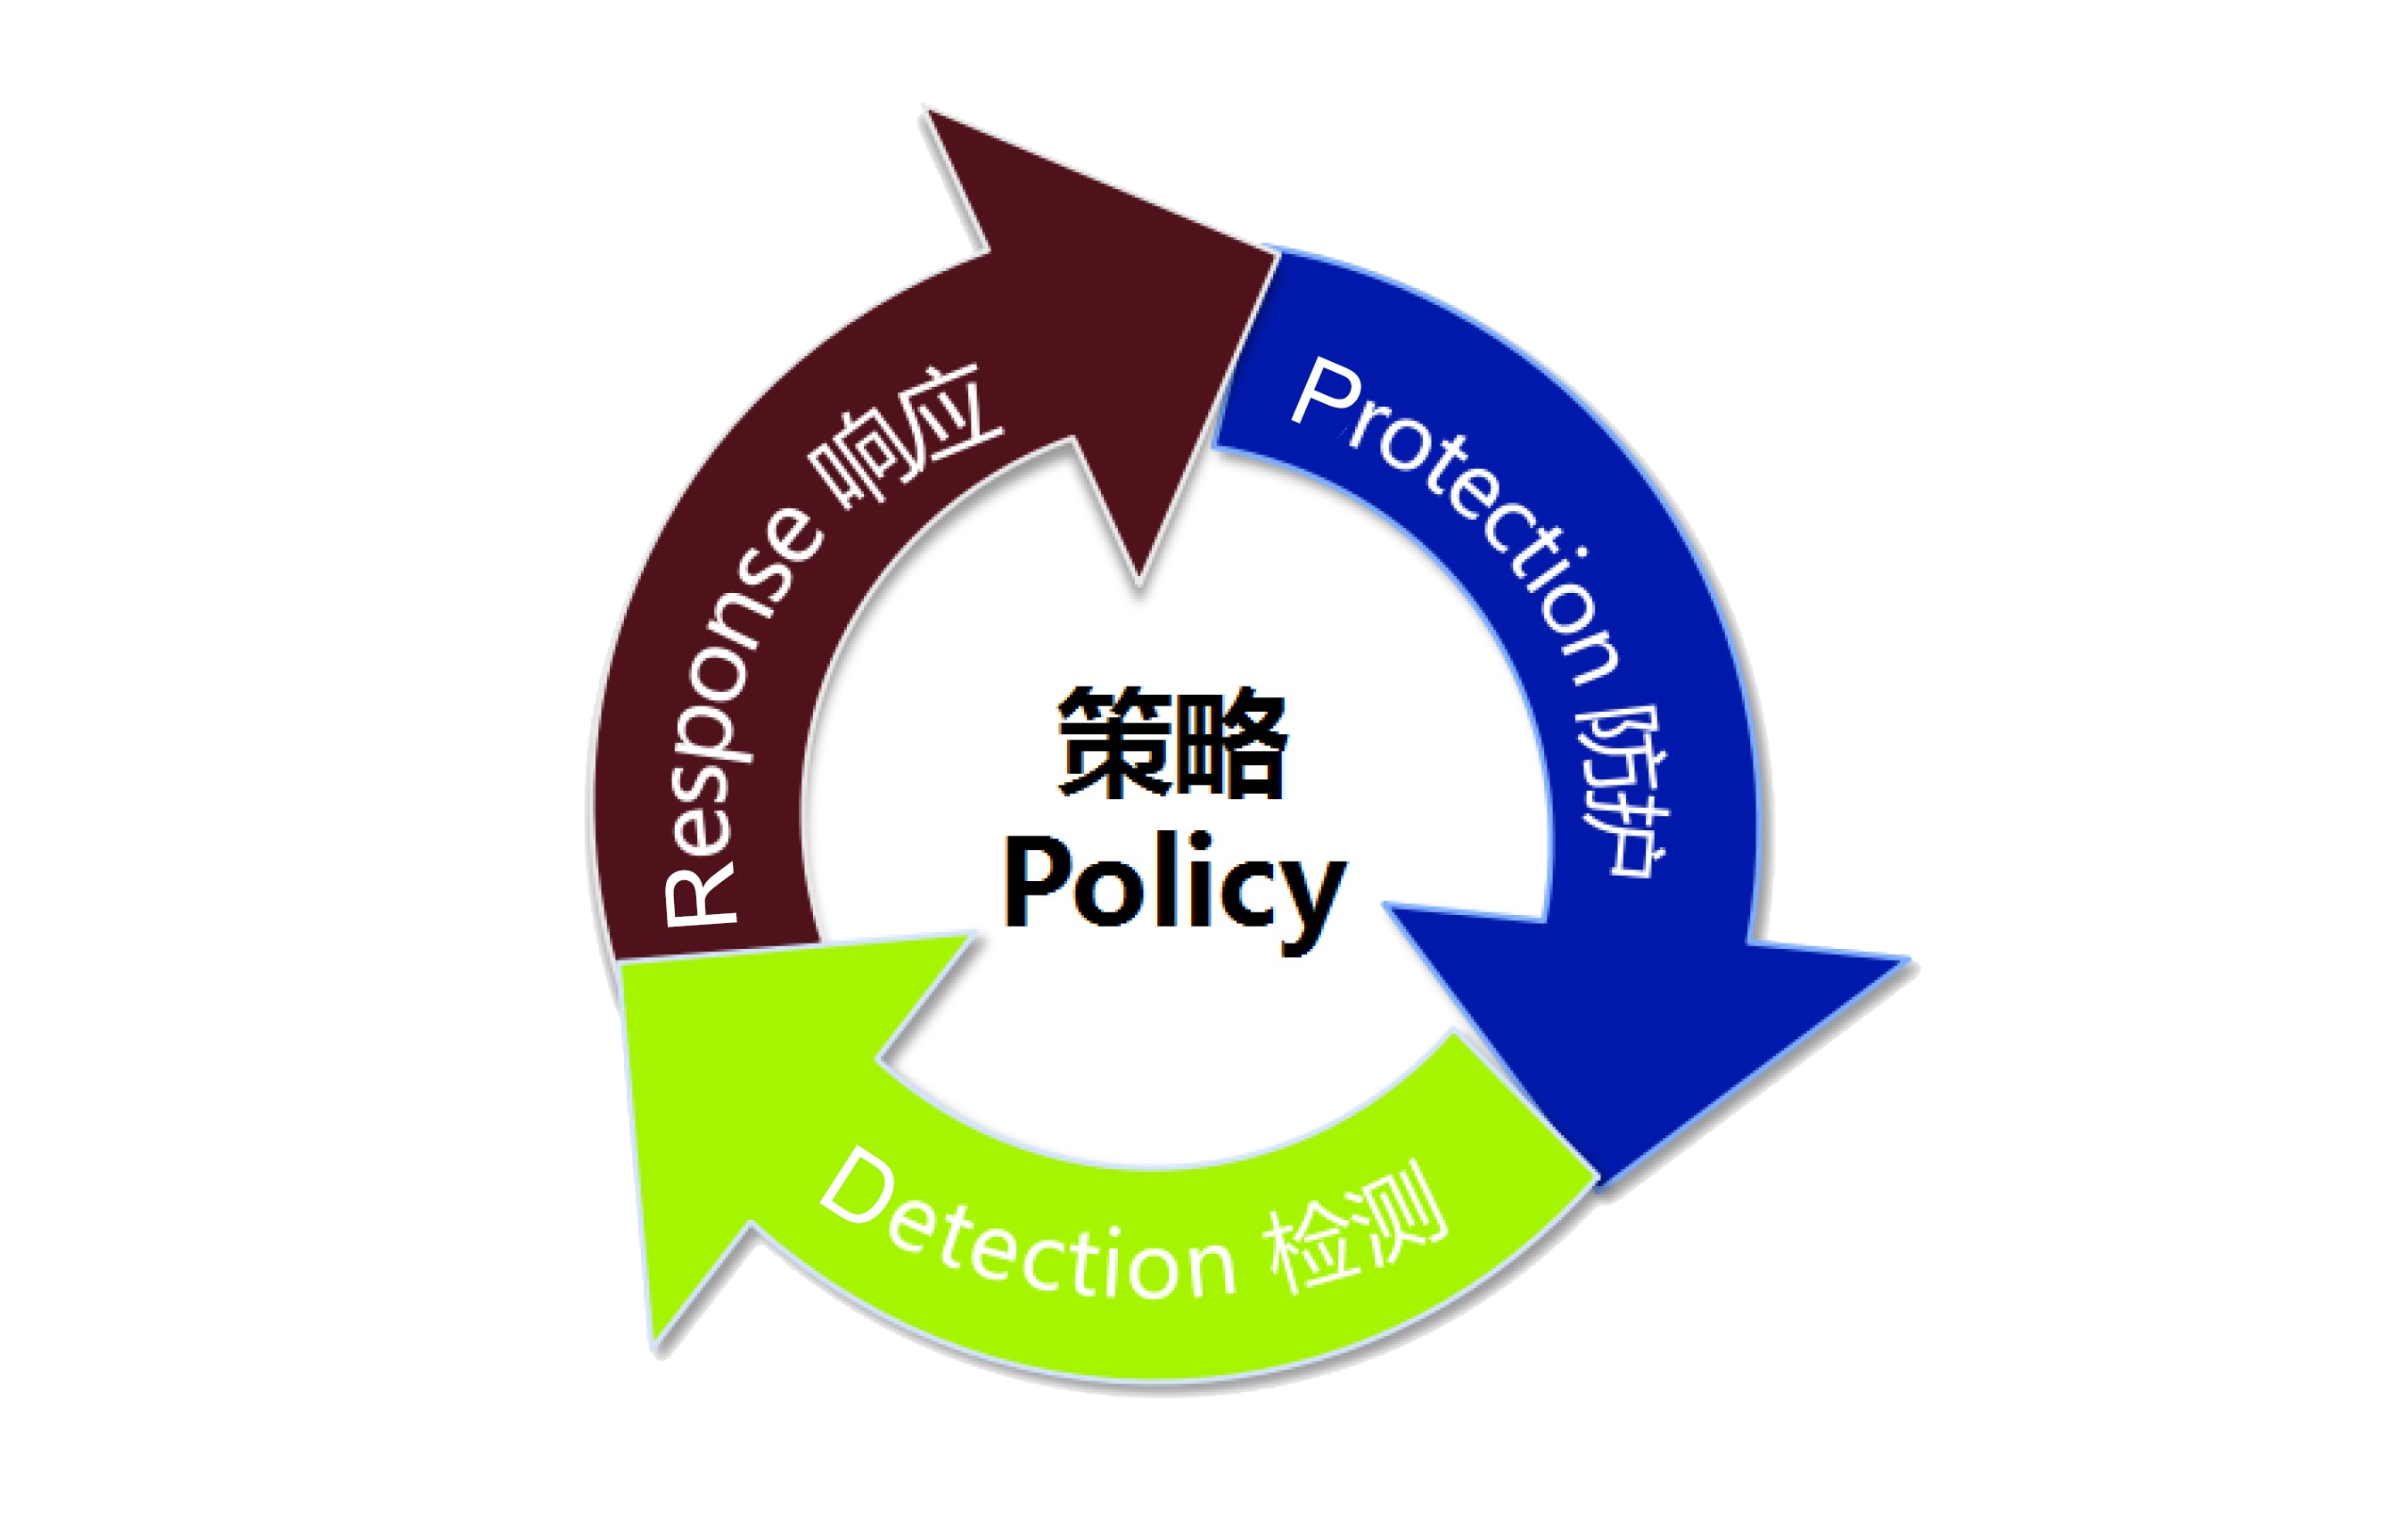 Response 响应
Protection 防护
策略
Policy
Detection 检测